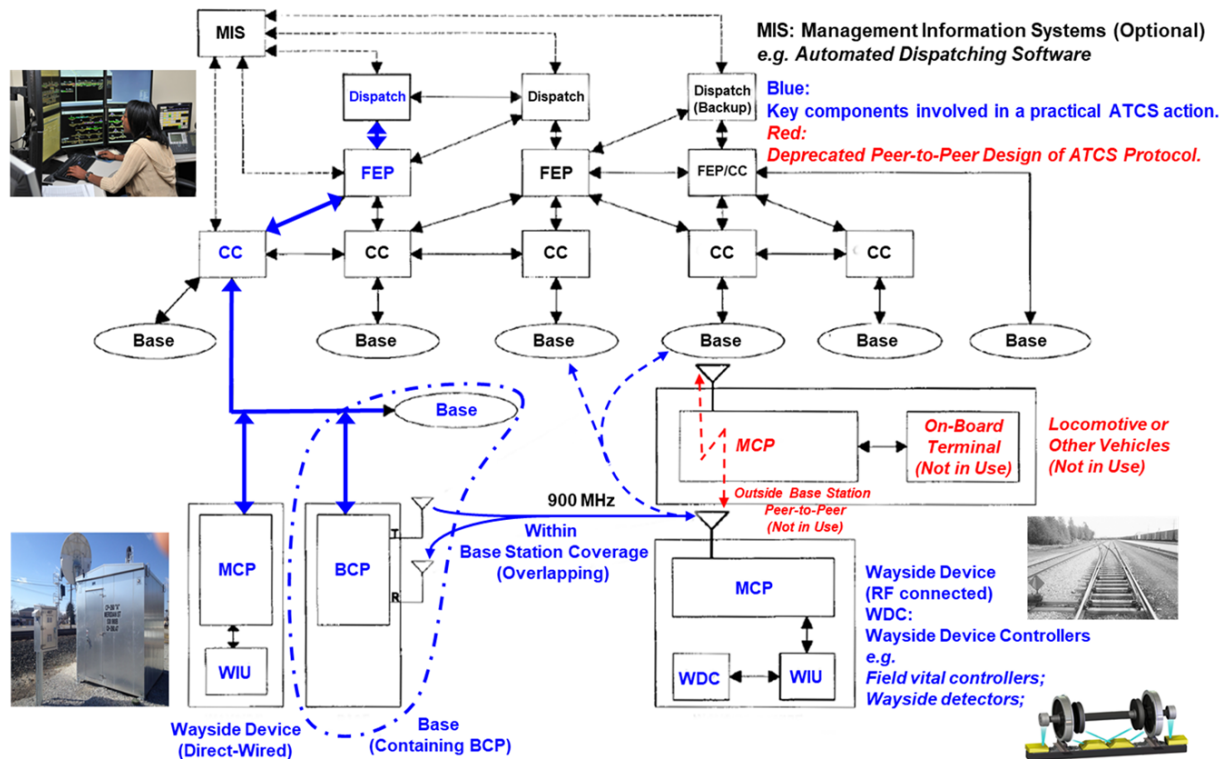 MIS
MIS: Management Information Systems (Optional)
e.g. Automated Dispatching Software
Dispatch
Dispatch
Dispatch
(Backup)
Blue:
Key components involved in a practical ATCS action.
Red:
Deprecated Peer-to-Peer Design of ATCS Protocol.
FEP
FEP
FEP/CC
CC
CC
CC
CC
CC
Base
Base
Base
Base
Base
Base
Base
MCP
On-Board
Terminal
(Not in Use)
Locomotive or
Other Vehicles
(Not in Use)
Outside Base Station
Peer-to-Peer
(Not in Use)
900 MHz
Within
Base Station Coverage
(Overlapping)
T
R
MCP
BCP
WIU
MCP
WDC
WIU
Wayside Device
(RF connected)
WDC:
Wayside Device Controllers
e.g.
Field vital controllers;
Wayside detectors;
Wayside Device
(Direct-Wired)
Base
(Containing BCP)